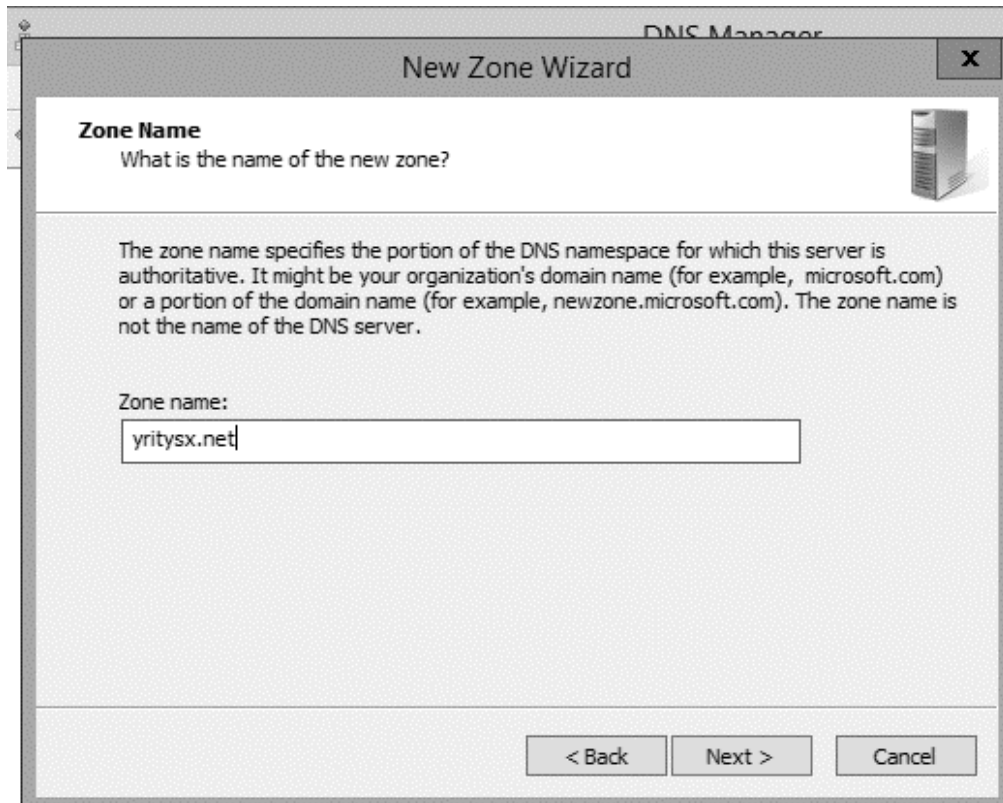 DNS Manager
New Zone Wizard
x
Zone Name
What is the name of the new zone?
The zone name specifies the portion of the DNS namespace for which this server is
authoritative. It might be your organization's domain name (for example, microsoft.com)
or a portion of the domain name (for example, newzone.microsoft.com). The zone name is
not the name of the DNS server.
Zone name:
yritysx.net
< Back
Next >
Cancel